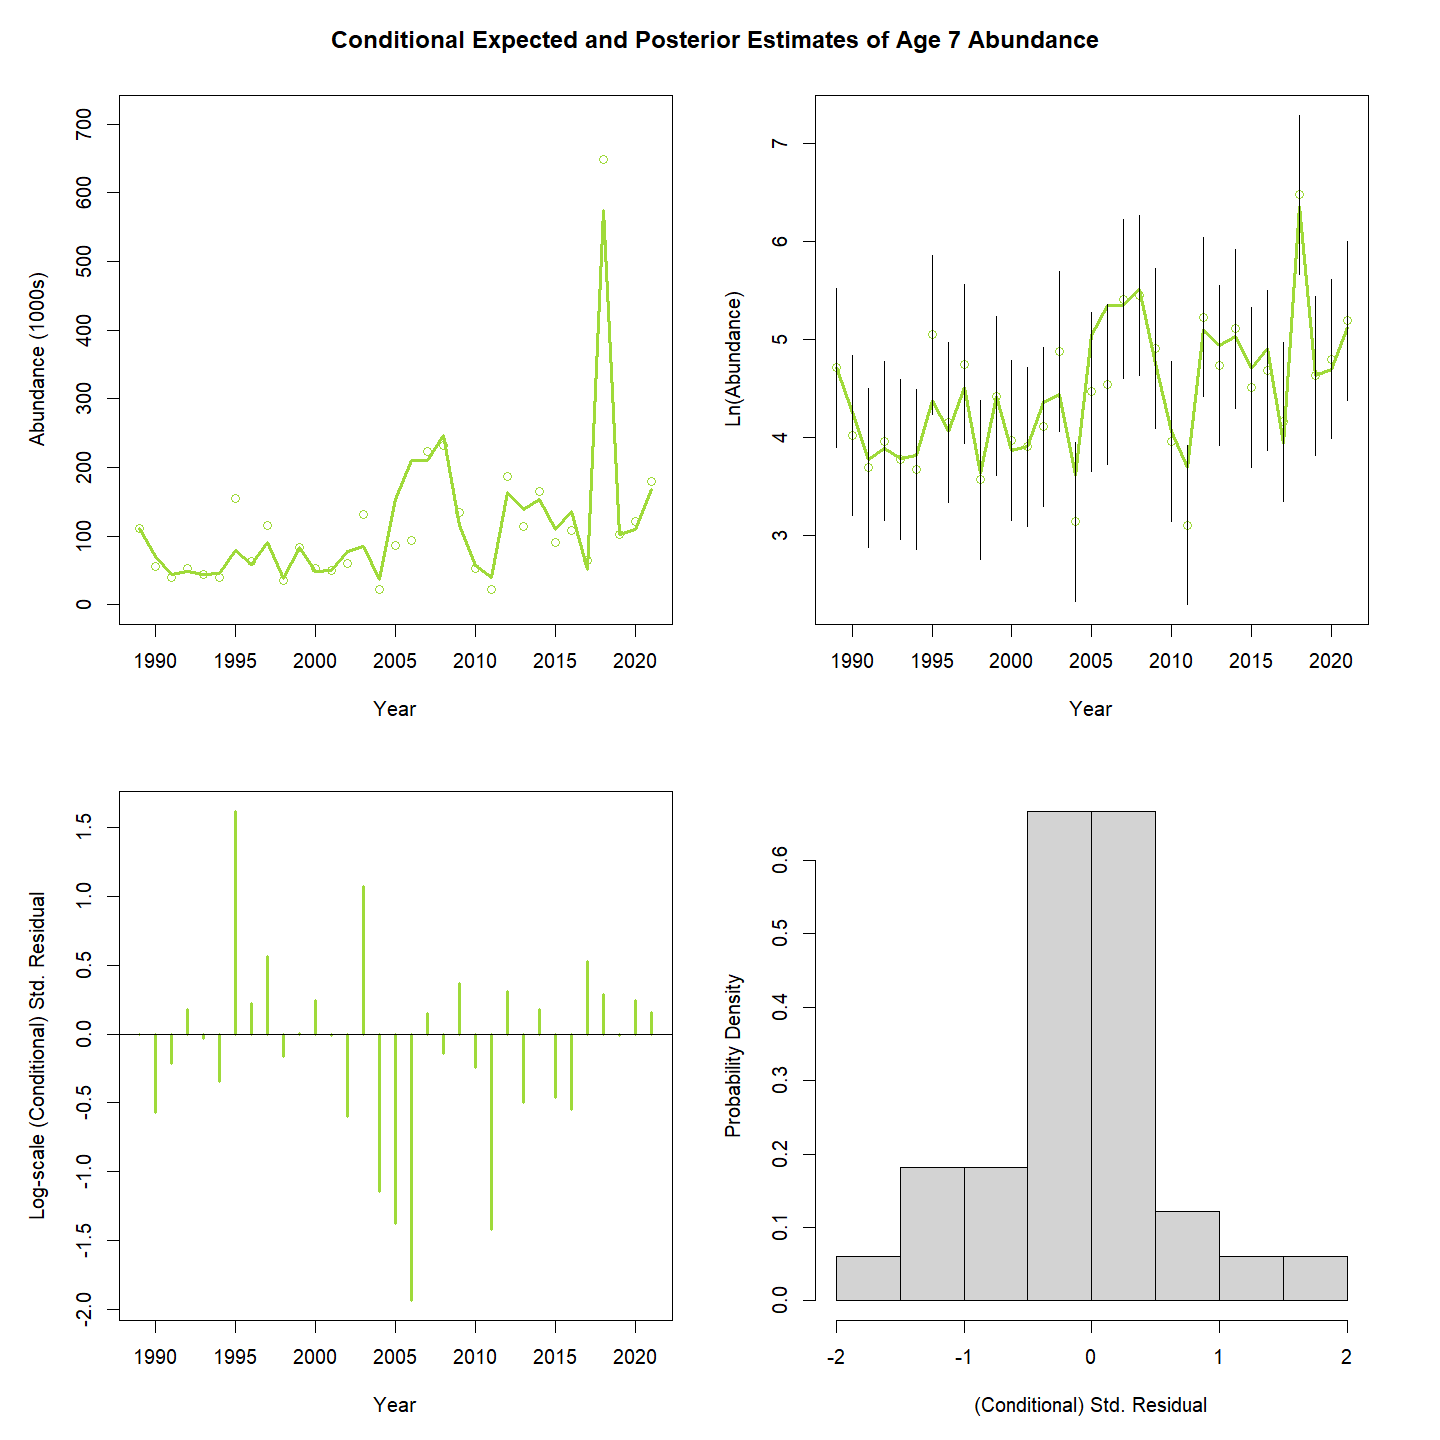 Conditional Expected and Posterior Estimates of Age 7 Abundance
Abundance (1000s)
700
600
500
400
300
200
100
0
1990 1995 2000 2005 2010 2015 2020
Year
Ln(Abundance)
7
6
5
4
3
1990 1995 2000 2005 2010 2015 2020
Year
Log-scale (Conditional) Std. Residual
1.5
1.0
0.5
0.0
-0.5
-1.0
-1.5
-2.0
1990 1995 2000 2005 2010 2015 2020
Year
Probability Density
0.6
0.5
0.4
0.3
0.2
0.1
0.0
-2 -1 0 1 2
(Conditional) Std. Residual